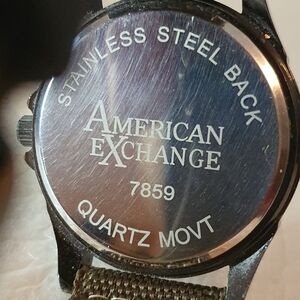 STAINLESS STEEL BACK
AMERICAN
EXCHANGE
7859
QUARTZ MOVT